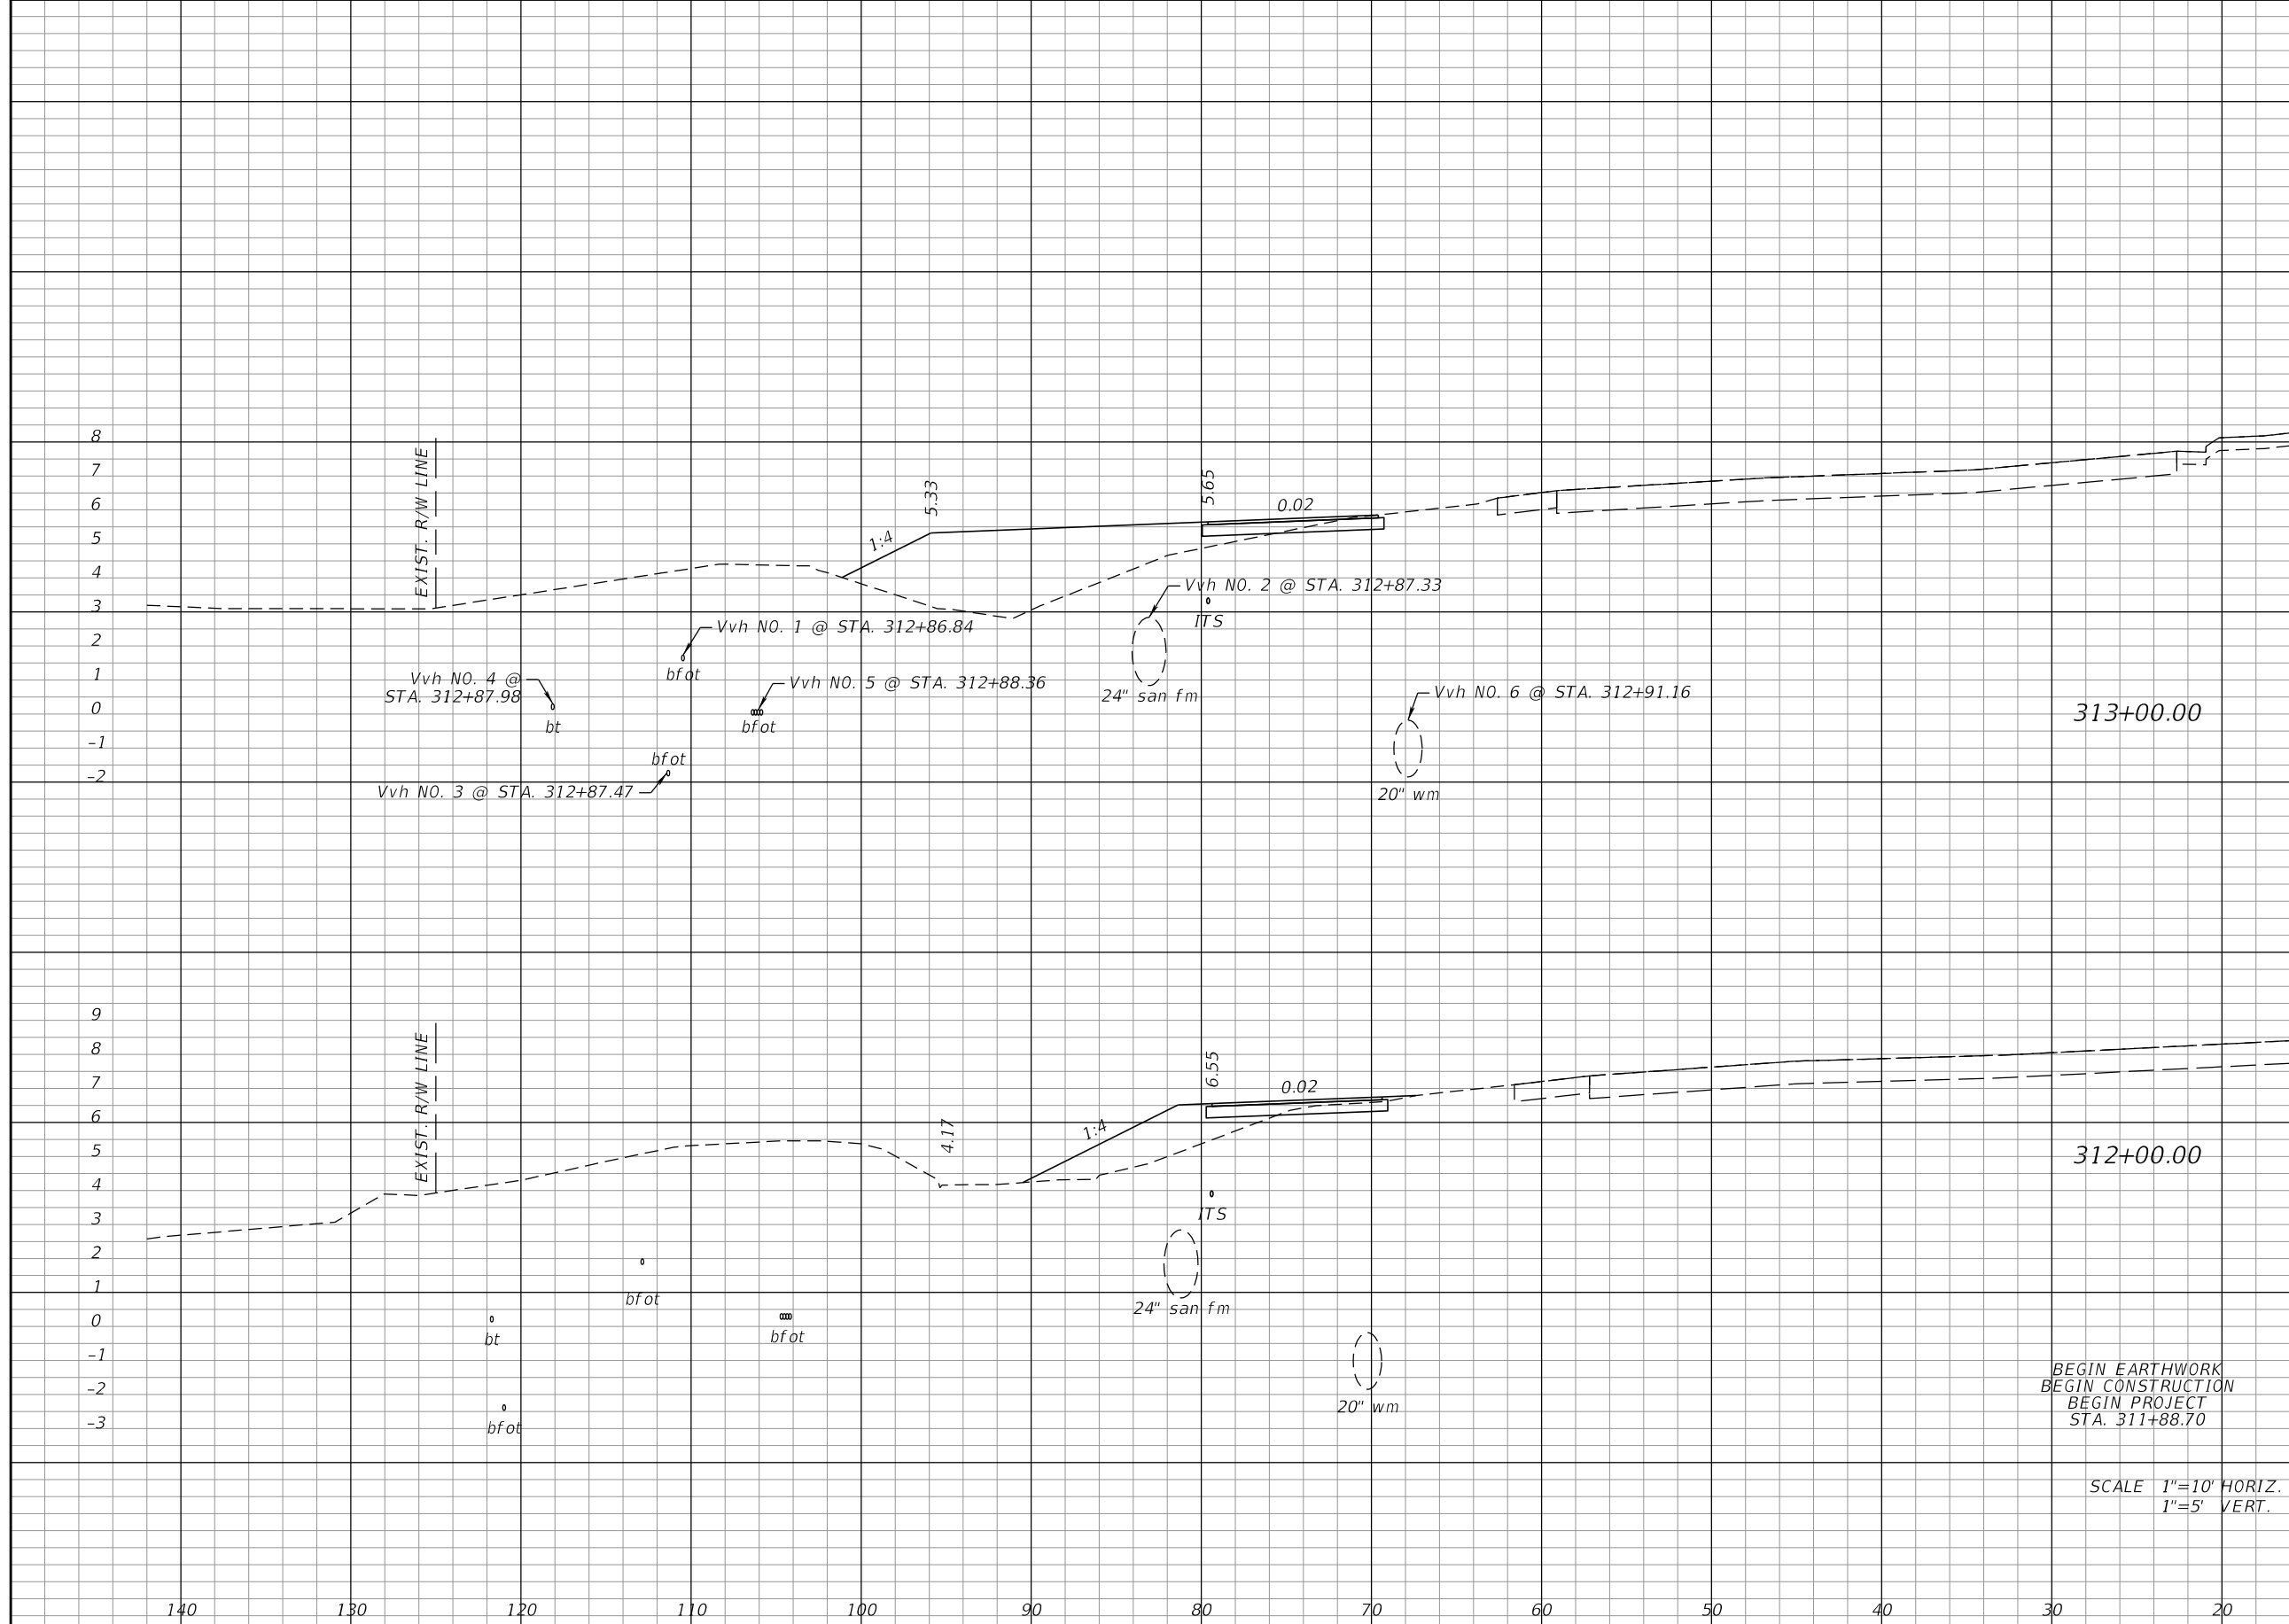 8
7
6
5
4
3
2
1
0
-1
-2
EXIST. R/W LINE
1:4
5.33
5.65
0.02
Vvh NO. 2 @ STA. 312+87.33
ITS
24" san fm
Vvh NO. 1 @ STA. 312+86.84
bfot
Vvh NO. 4 @
STA. 312+87.98
bt
Vvh NO. 5 @ STA. 312+88.36
bfot
Vvh NO. 6 @ STA. 312+91.16
20" wm
bfot
Vvh NO. 3 @ STA. 312+87.47
313+00.00
9
8
7
6
5
4
3
2
1
0
-1
-2
-3
EXIST. R/W LINE
4.17
1:4
6.55
0.02
ITS
24" san fm
bfot
bt
bfot
bfot
20" wm
312+00.00
BEGIN EARTHWORK
BEGIN CONSTRUCTION
BEGIN PROJECT
STA. 311+88.70
SCALE 1"=10' HORIZ.
1"=5' VERT.
140 130 120 110 100 90 80 70 60 50 40 30 20